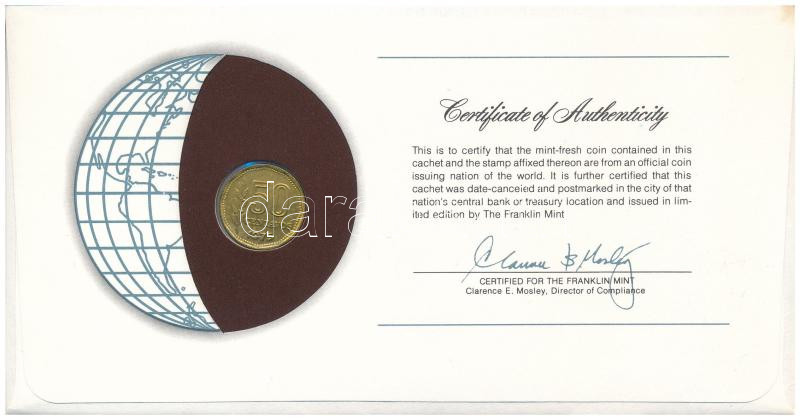 Certificate of Authenticity
This is to certify that the mint-fresh coin contained in this
cachet and the stamp affixed thereon are from an official coin
issuing nation of the world. It is further certified that this
cachet was date-canceled and postmarked in the city of that
nation's central bank or treasury location and issued in lim-
ited edition by The Franklin Mint
CERTIFIED FOR THE FRANKLIN MINT
Clarence E. Mosley, Director of Compliance
50